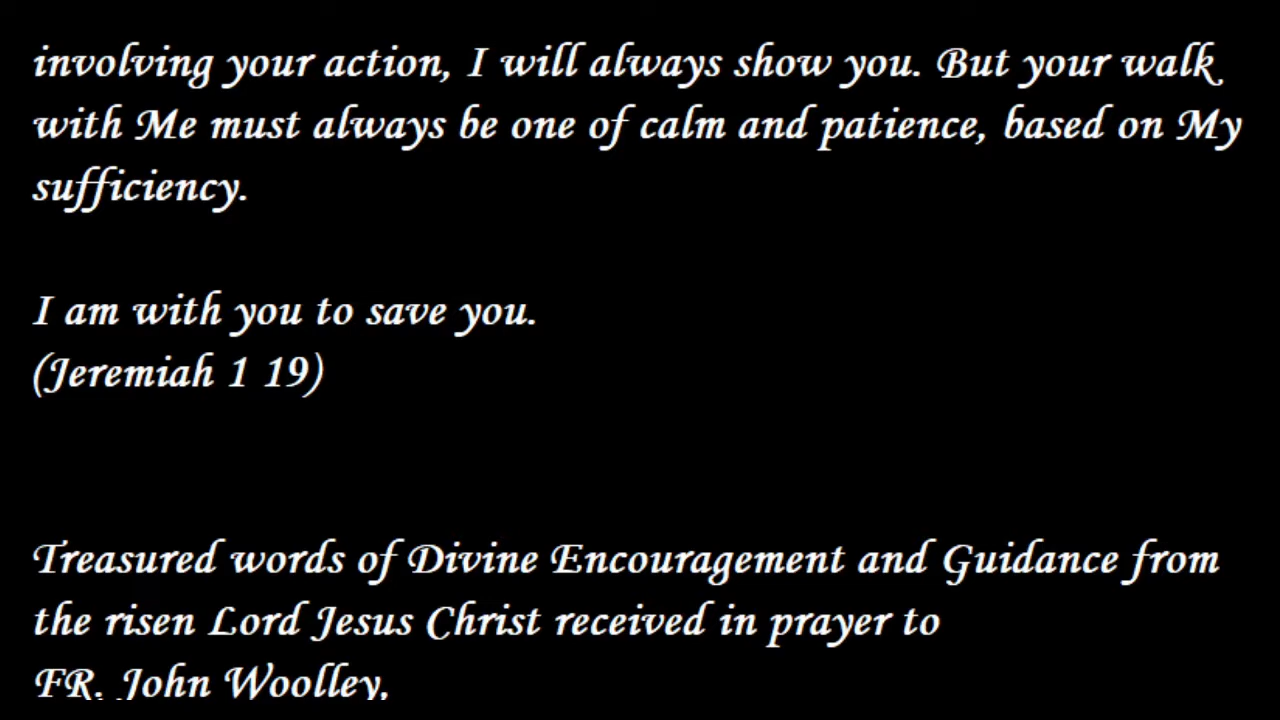 involving your action, I will always show you. But your walk
with Me must always be one of calm and patience, based on My
sufficiency.
I am with you to save you.
(Jeremiah 1 19)
Treasured words of Divine Encouragement and Guidance from
the risen Lord Jesus Christ received in prayer to
FR. John Woolley,